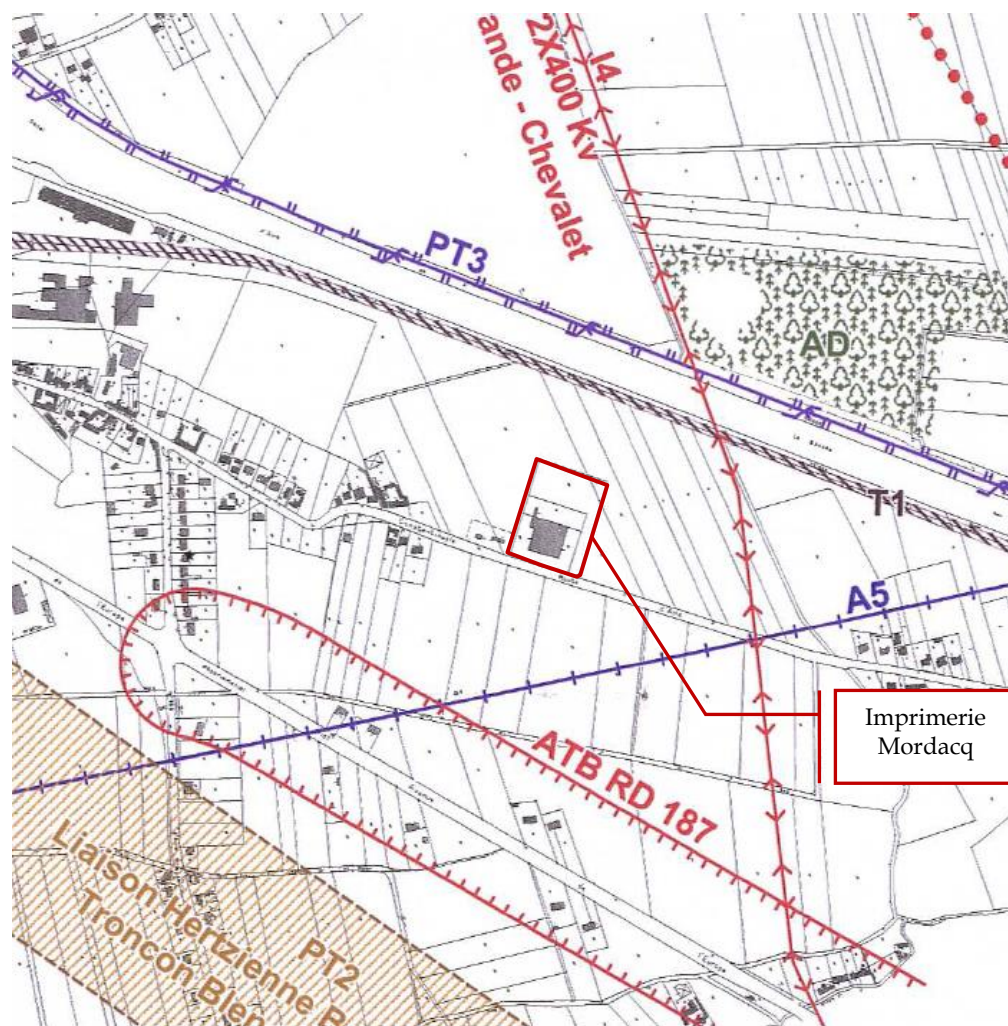 I4
2X400 Kv
ande - Chevalet
PT3
AD
T1
A5
Imprimerie
Mordacq
ATB RD 187
PT2
Liaison Hertzienne B
Troncon Blen